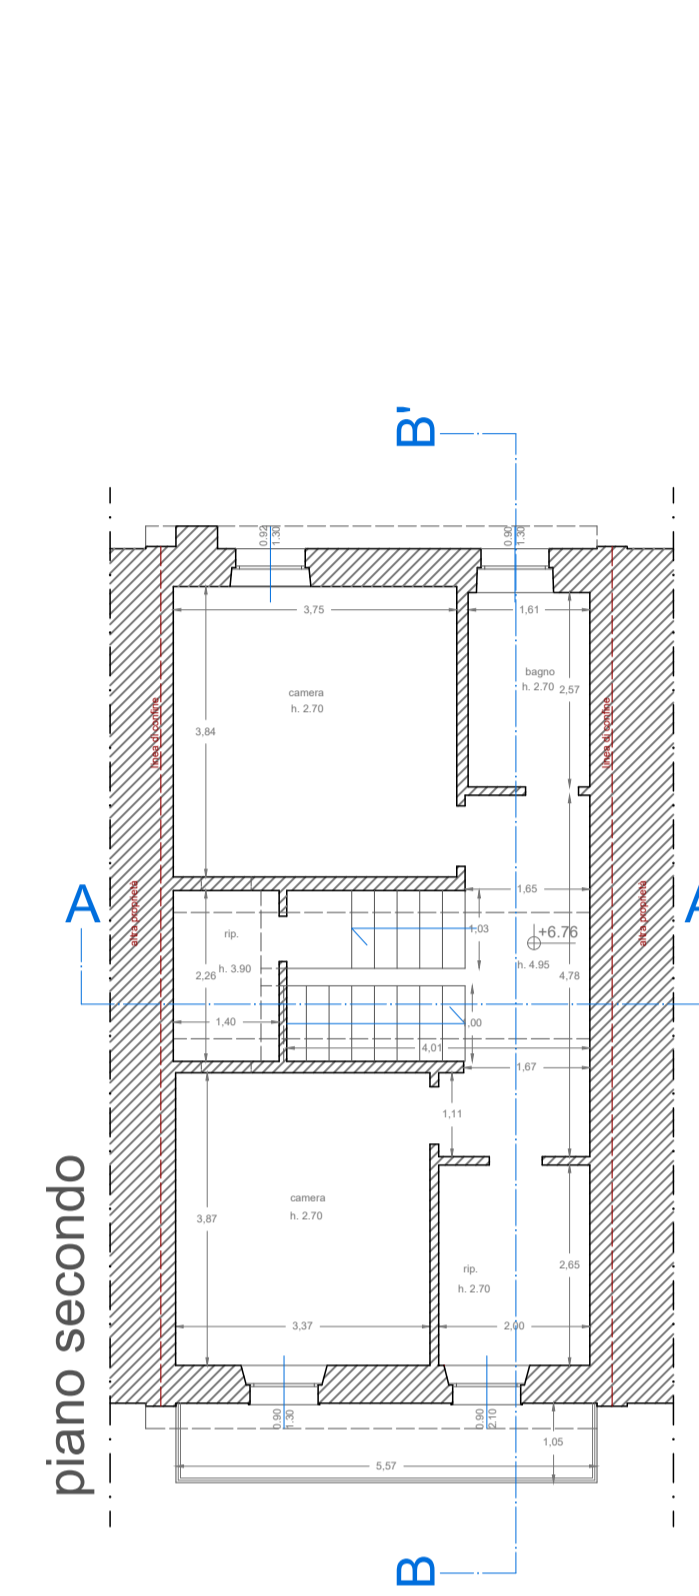 B'
0.92
1.30
0.90
1.30
3,75
1,61
bagno
h. 2.70
2,57
camera
h. 2.70
linea di confine
linea di confine
3,84
A
altra proprietà
altra proprietà
1,65
rip.
1,03
+6.76
h. 3.90
2,26
h. 4.95
4,78
1,40
,00
4,01
1,67
1,11
piano secondo
camera
h. 2.70
3,87
rip.
h. 2.70
2,65
3,37
2,00
0.90
1.30
0.90
2.10
1,05
5,57
B